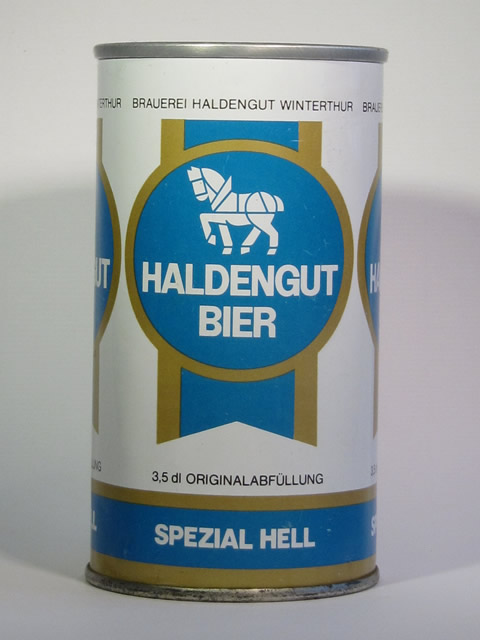 BRAUEREI HALDENGUT WINTERTHUR
HALDENGUT
BIER
3,5 dl ORIGINALABFÜLLUNG
SPEZIAL HELL